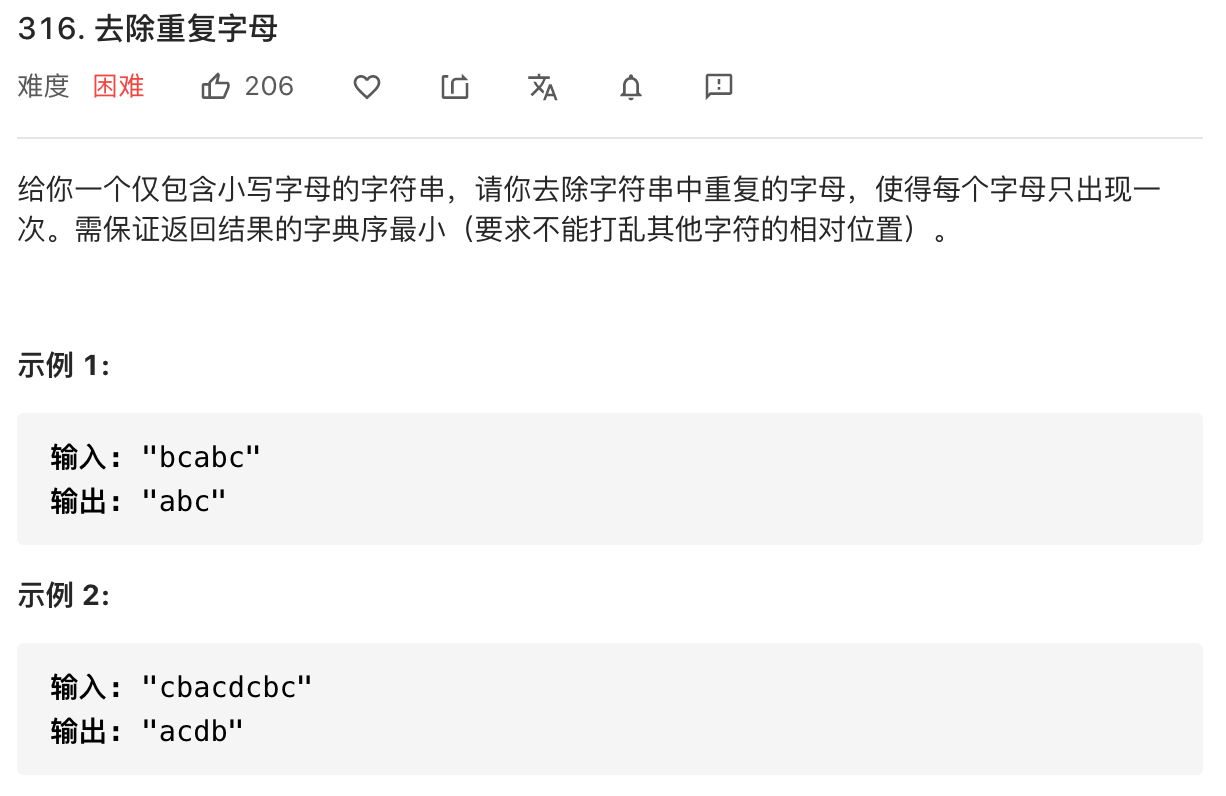 316. 去除重复字母
难度 困难 206
给你一个仅包含小写字母的字符串，请你去除字符串中重复的字母，使得每个字母只出现一
次。需保证返回结果的字典序最小（要求不能打乱其他字符的相对位置）。
示例 1:
输入: "bcabc"
输出: "abc"
示例 2:
输入: "cbacdcbc"
输出: "acdb"